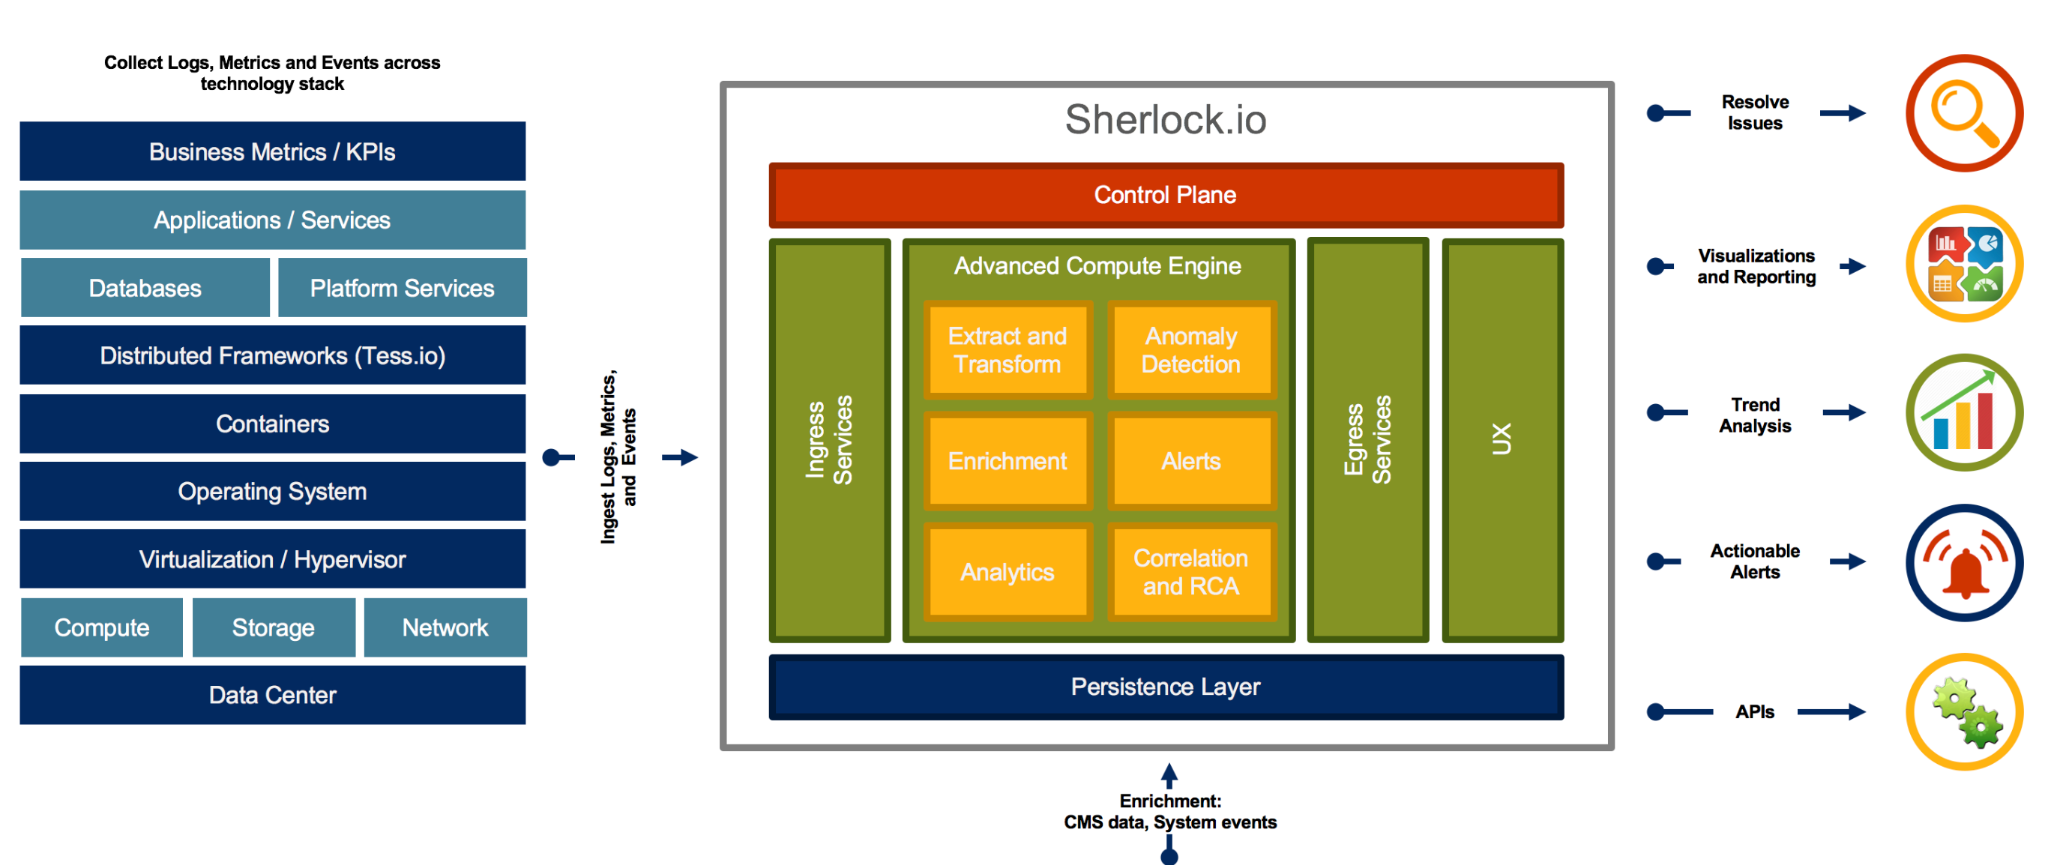 Collect Logs, Metrics and Events across
technology stack
Business Metrics / KPIs
Applications / Services
Databases
Platform Services
Distributed Frameworks (Tess.io)
Containers
Operating System
Virtualization / Hypervisor
Compute
Storage
Network
Data Center
Ingest Logs, Metrics,
and Events
Sherlock.io
Control Plane
Ingress
Services
Advanced Compute Engine
Extract and
Transform
Anomaly
Detection
Enrichment
Alerts
Analytics
Correlation
and RCA
Egress
Services
UX
Persistence Layer
Enrichment:
CMS data, System events
Resolve
Issues
Visualizations
and Reporting
Trend
Analysis
Actionable
Alerts
APIs